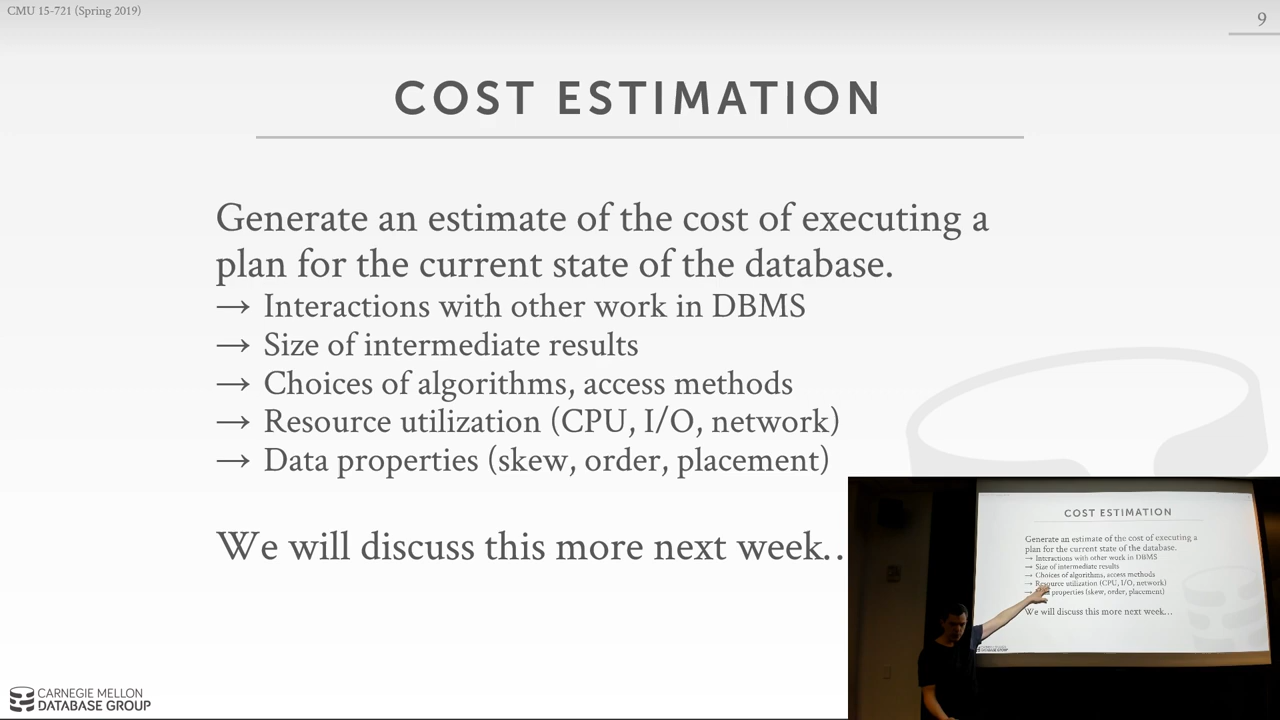 CMU 15-721 (Spring 2019)
9
COST ESTIMATION
Generate an estimate of the cost of executing a
plan for the current state of the database.
→ Interactions with other work in DBMS
→ Size of intermediate results
→ Choices of algorithms, access methods
→ Resource utilization (CPU, I/O, network)
→ Data properties (skew, order, placement)
We will discuss this more next week..
CARNEGIE MELLON
DATABASE GROUP
COST ESTIMATION
Generate an estimate of the cost of executing a
plan for the current state of the database.
→ Interactions with other work in DBMS
→ Size of intermediate results
→ Choices of algorithms, access methods
→ Resource utilization (CPU, I/O, network)
properties (skew, order, placement)
We will discuss this more next week...